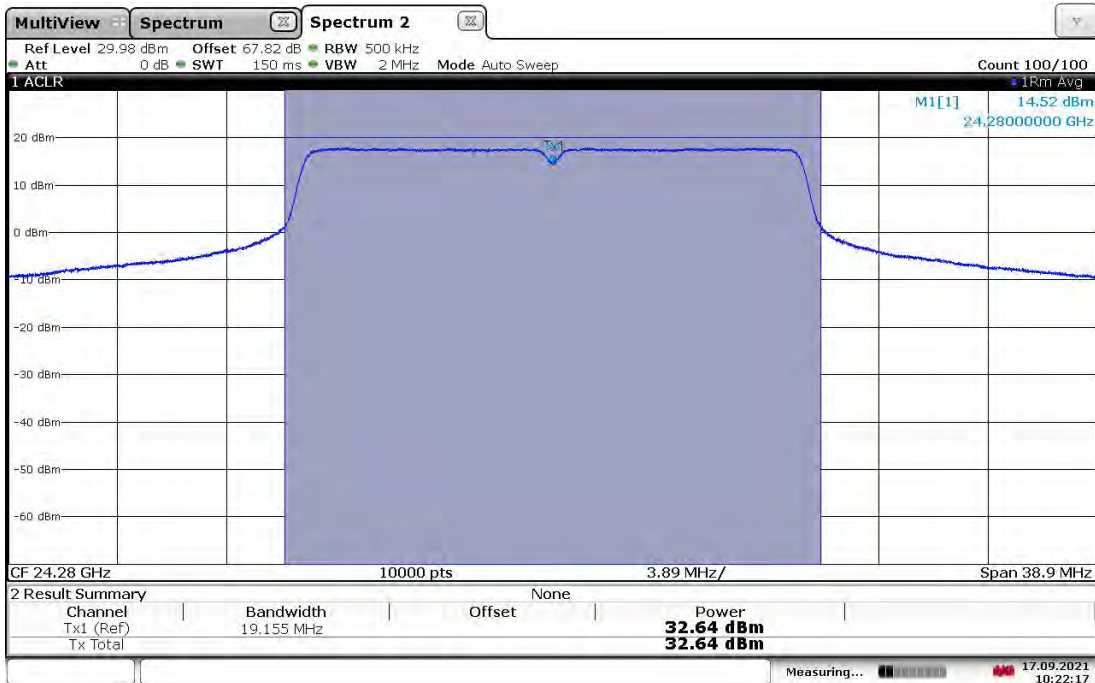 MultiView Spectrum Spectrum 2
Ref Level 29.98 dBm Offset 67.82 dB RBW 500 kHz
Att 0 dB SWT 150 ms VBW 2 MHz Mode Auto Sweep Count 100/100
1 ACLR 1Rm Avg
M1[1] 14.52 dBm
24.28000000 GHz
20 dBm
Tx1
10 dBm
0 dBm
-10 dBm
-20 dBm
-30 dBm
-40 dBm
-50 dBm
-60 dBm
CF 24.28 GHz 10000 pts 3.89 MHz/ Span 38.9 MHz
2 Result Summary None
Channel Bandwidth Offset Power
Tx1 (Ref) 19.155 MHz 32.64 dBm
Tx Total 32.64 dBm
Measuring... 17.09.2021
10:22:17